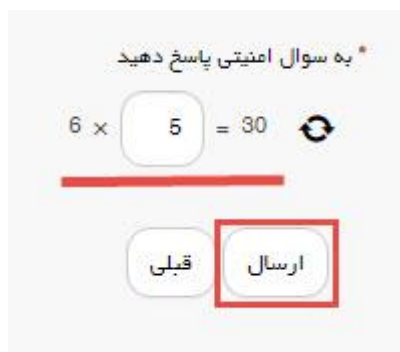 * به سوال امنیتی پاسخ دهید
6 × 5 = 30
ارسال
قبلی